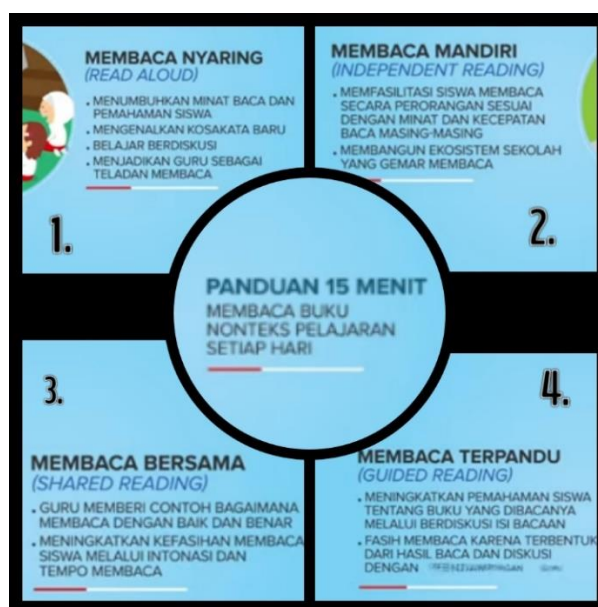 MEMBACA NYARING
(READ ALOUD)
• MENUMBUHKAN MINAT BACA DAN
PEMAHAMAN SISWA
• MENGENALKAN KOSAKATA BARU
• BELAJAR BERDISKUSI
• MENJADIKAN GURU SEBAGAI
TELADAN MEMBACA
1.
MEMBACA MANDIRI
(INDEPENDENT READING)
• MEMFASILITASI SISWA MEMBACA
SECARA PERORANGAN SESUAI
DENGAN MINAT DAN KECEPATAN
BACA MASING-MASING
• MEMBANGUN EKOSISTEM SEKOLAH
YANG GEMAR MEMBACA
2.
PANDUAN 15 MENIT
MEMBACA BUKU
NONTEKS PELAJARAN
SETIAP HARI
3.
MEMBACA BERSAMA
(SHARED READING)
• GURU MEMBERI CONTOH BAGAIMANA
MEMBACA DENGAN BAIK DAN BENAR
• MENINGKATKAN KEFASIHAN MEMBACA
SISWA MELALUI INTONASI DAN
TEMPO MEMBACA
4.
MEMBACA TERPANDU
(GUIDED READING)
• MENINGKATKAN PEMAHAMAN SISWA
TENTANG BUKU YANG DIBACANYA
MELALUI BERDISKUSI ISI BACAAN
• FASIH MEMBACA KARENA TERBENTUK
DARI HASIL BACA DAN DISKUSI
DENGAN